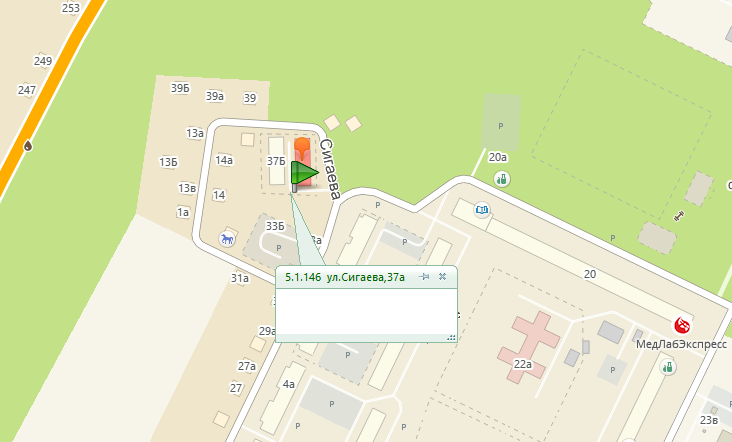 253
249
247
39Б
39а
39
13а
13Б
14а
37Б
Сигаева
P
20а
13в
14
1а
P
33Б
P
P
P
31а
5.1.146 ул.Сигаева,37а
20
29а
МедЛабЭкспресс
P
22а
27а
P
27
4а
P
P
P
P
23в
P